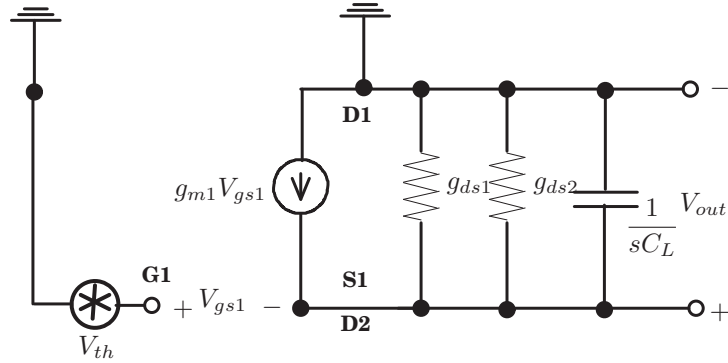 −
D1
g_{m1}V_{gs1}
g_{ds1}
g_{ds2}
\frac{1}{sC_L}
V_{out}
G1
+ V_{gs1} −
S1
D2
+
V_{th}